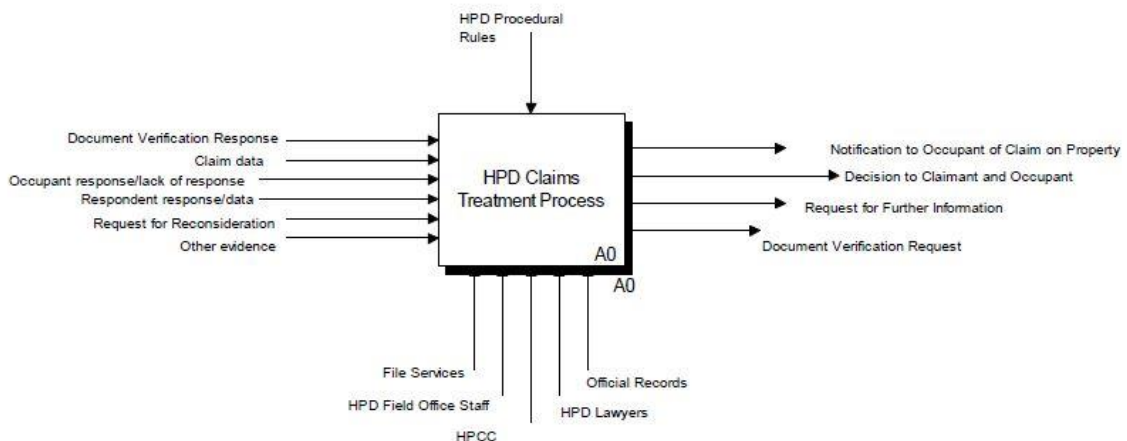 HPD Procedural
Rules
Document Verification Response
Claim data
Occupant response/lack of response
Respondent response/data
Request for Reconsideration
Other evidence
HPD Claims
Treatment Process
A0
A0
Notification to Occupant of Claim on Property
Decision to Claimant and Occupant
Request for Further Information
Document Verification Request
File Services
HPD Field Office Staff
HPCC
HPD Lawyers
Official Records